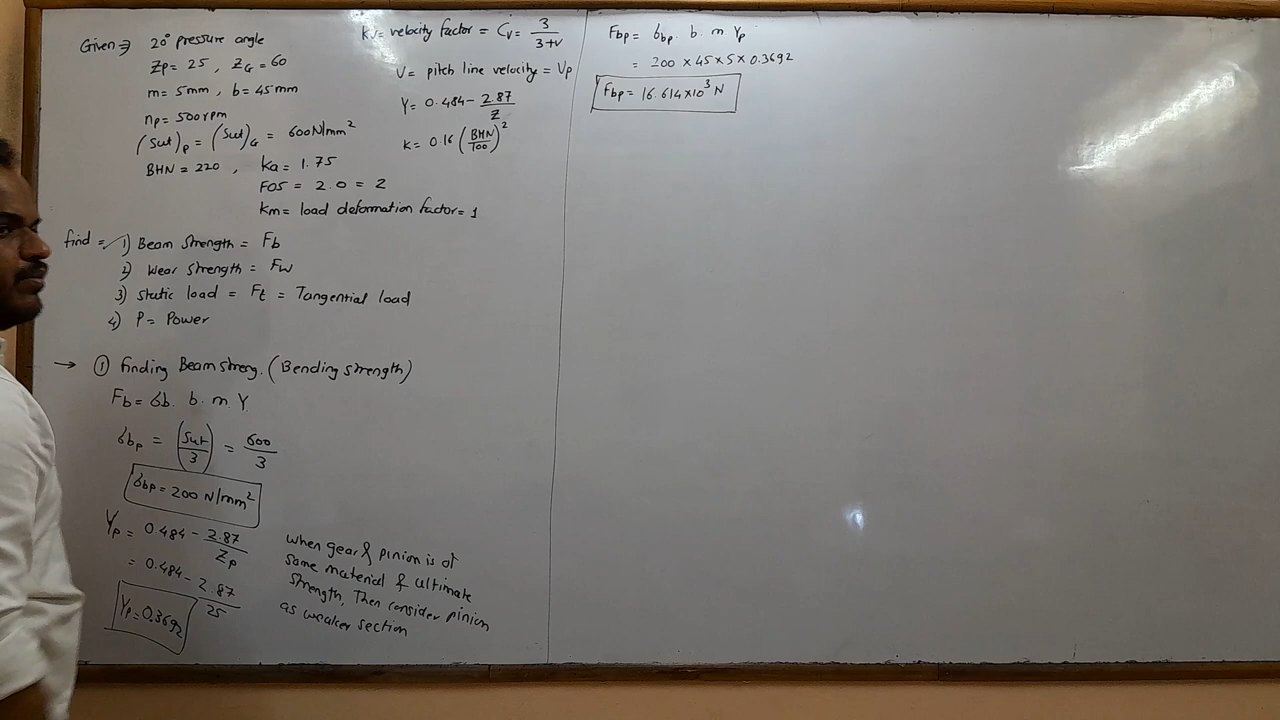 Given ⇒ 20° pressure angle
Zp = 25 , ZG = 60
m = 5mm , b = 45mm
np = 500rpm
(Sut)p = (Sut)G = 600N/mm²
BHN = 220 , Ka = 1.75
FOS = 2.0 = 2
Km = load deformation factor = 1
Kv = velocity factor = Cv = 3/(3+v)
V = pitch line velocity = Vp
Y = 0.484 - 2.87/Z
K = 0.16 (BHN/100)²
find = 1) Beam strength = Fb
2) Wear strength = Fw
3) Static load = Ft = Tangential load
4) P = Power
→ ① finding Beam streng. (Bending strength)
Fb = σb. b. m. Y
σbp = (Sut/3) = 600/3
σbp = 200 N/mm²
Yp = 0.484 - 2.87/Zp
= 0.484 - 2.87/25
Yp = 0.3692
When gear & pinion is of
same material & ultimate
strength, Then consider pinion
as weaker section
Fbp = σbp. b. m Yp
= 200 × 45 × 5 × 0.3692
Fbp = 16.614×10³ N